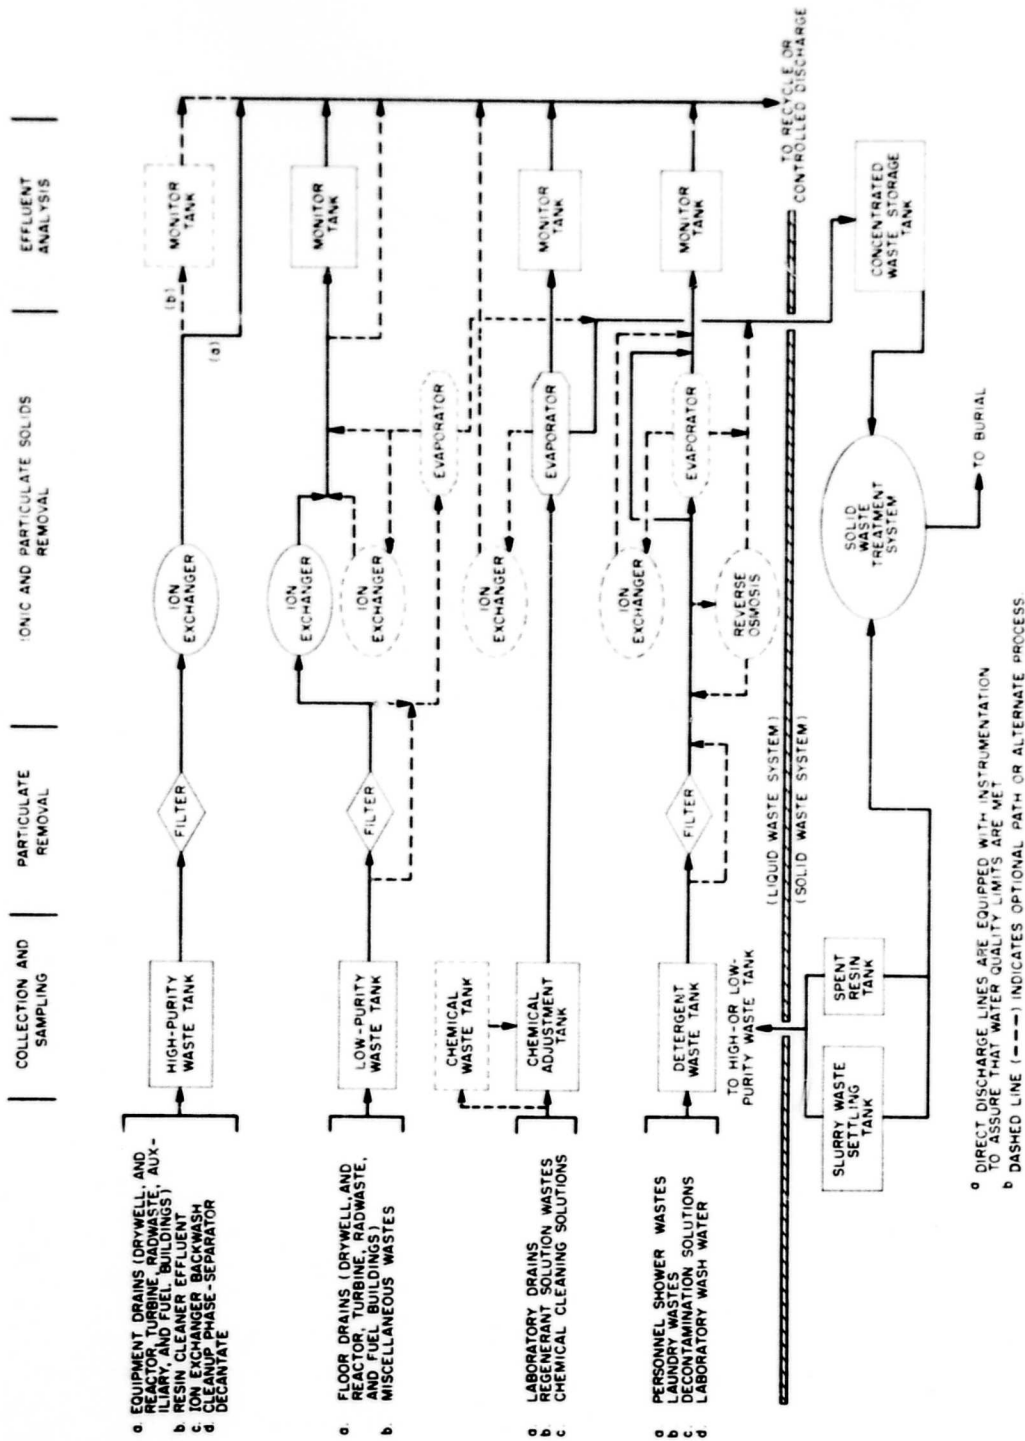 COLLECTION AND
SAMPLING
PARTICULATE
REMOVAL
IONIC AND PARTICULATE SOLIDS
REMOVAL
EFFLUENT
ANALYSIS
a. EQUIPMENT DRAINS (DRYWELL, AND
REACTOR, TURBINE, RADWASTE, AUX-
ILIARY, AND FUEL BUILDINGS)
b. RESIN CLEANER EFFLUENT
c. ION EXCHANGER BACKWASH
d. CLEANUP PHASE-SEPARATOR
DECANTATE
HIGH-PURITY
WASTE TANK
FILTER
ION
EXCHANGER
(a)
(b)
MONITOR
TANK
a. FLOOR DRAINS (DRYWELL, AND
REACTOR, TURBINE, RADWASTE,
AND FUEL BUILDINGS)
b. MISCELLANEOUS WASTES
LOW-PURITY
WASTE TANK
FILTER
ION
EXCHANGER
ION
EXCHANGER
EVAPORATOR
MONITOR
TANK
a. LABORATORY DRAINS
b. REGENERANT SOLUTION WASTES
c. CHEMICAL CLEANING SOLUTIONS
CHEMICAL
WASTE TANK
CHEMICAL
ADJUSTMENT
TANK
ION
EXCHANGER
EVAPORATOR
MONITOR
TANK
a. PERSONNEL SHOWER WASTES
b. LAUNDRY WASTES
c. DECONTAMINATION SOLUTIONS
d. LABORATORY WASH WATER
DETERGENT
WASTE TANK
FILTER
ION
EXCHANGER
REVERSE
OSMOSIS
EVAPORATOR
MONITOR
TANK
TO HIGH-OR LOW-
PURITY WASTE TANK
(LIQUID WASTE SYSTEM)
(SOLID WASTE SYSTEM)
TO RECYCLE OR
CONTROLLED DISCHARGE
SLURRY WASTE
SETTLING
TANK
SPENT
RESIN
TANK
SOLID
WASTE
TREATMENT
SYSTEM
CONCENTRATED
WASTE STORAGE
TANK
TO BURIAL
a DIRECT DISCHARGE LINES ARE EQUIPPED WITH INSTRUMENTATION
TO ASSURE THAT WATER QUALITY LIMITS ARE MET
b DASHED LINE (----) INDICATES OPTIONAL PATH OR ALTERNATE PROCESS.